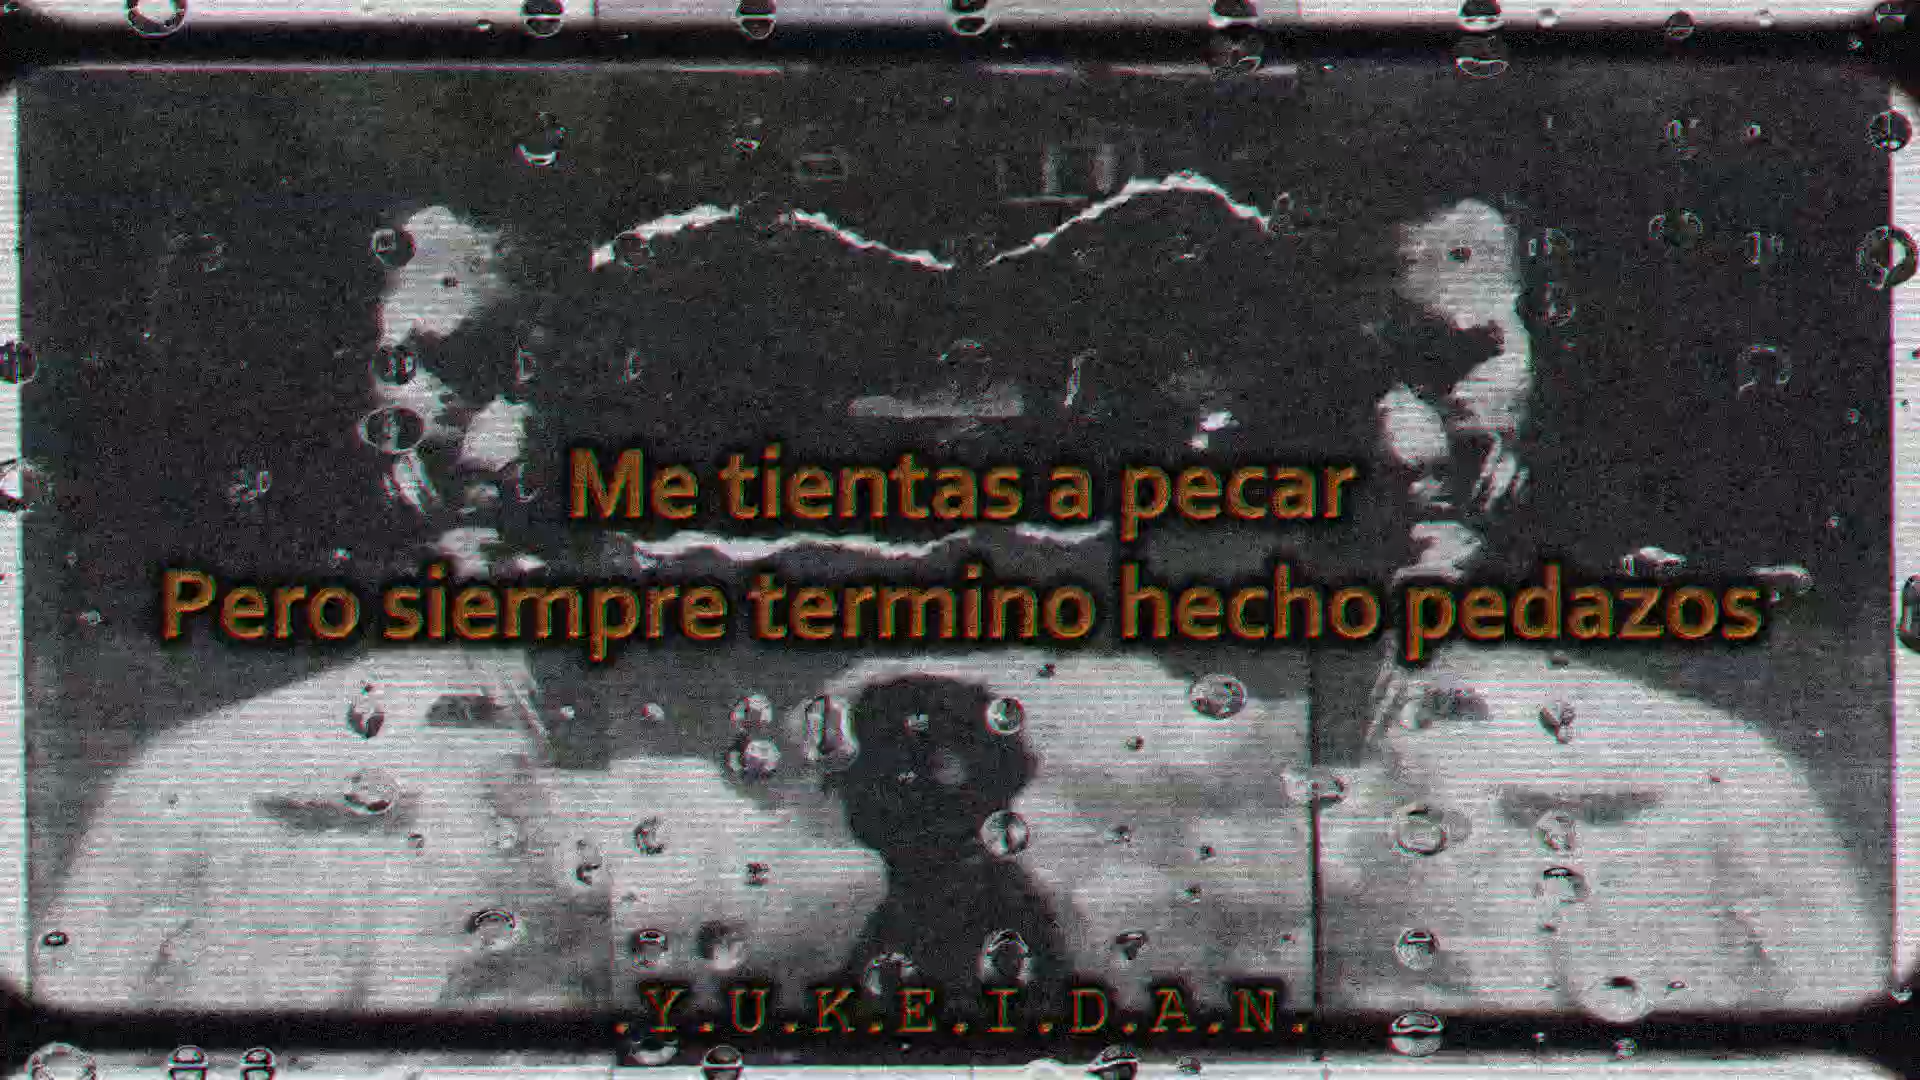 Me tientas a pecar
Pero siempre termino hecho pedazos
.Y.U.K.E.I.D.A.N.